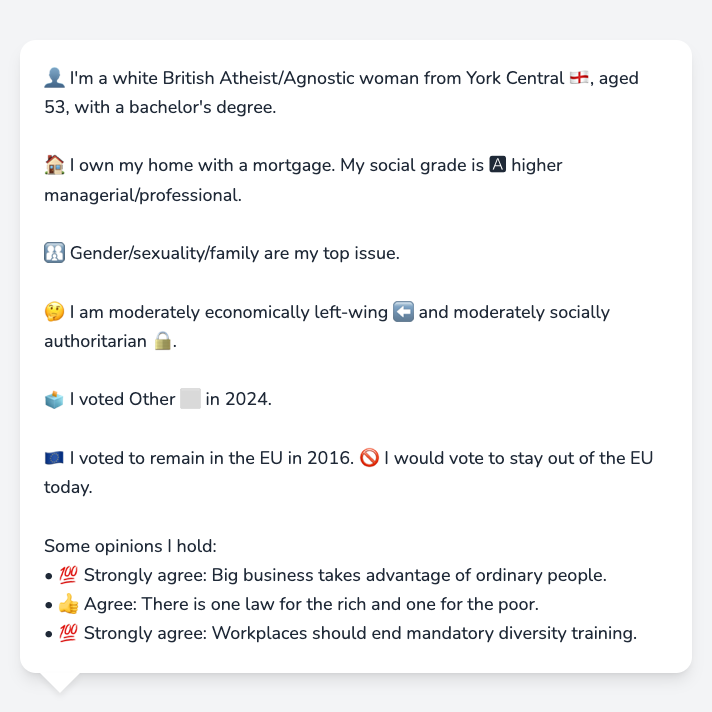 👤 I'm a white British Atheist/Agnostic woman from York Central 🏴󠁧󠁢󠁥󠁮󠁧󠁿, aged
53, with a bachelor's degree.
🏠 I own my home with a mortgage. My social grade is 🅰 higher
managerial/professional.
🚻 Gender/sexuality/family are my top issue.
🤔 I am moderately economically left-wing ⬅️ and moderately socially
authoritarian 🔒.
🗳️ I voted Other ⬜ in 2024.
🇪🇺 I voted to remain in the EU in 2016. 🚫 I would vote to stay out of the EU
today.
Some opinions I hold:
• 💯 Strongly agree: Big business takes advantage of ordinary people.
• 👍 Agree: There is one law for the rich and one for the poor.
• 💯 Strongly agree: Workplaces should end mandatory diversity training.